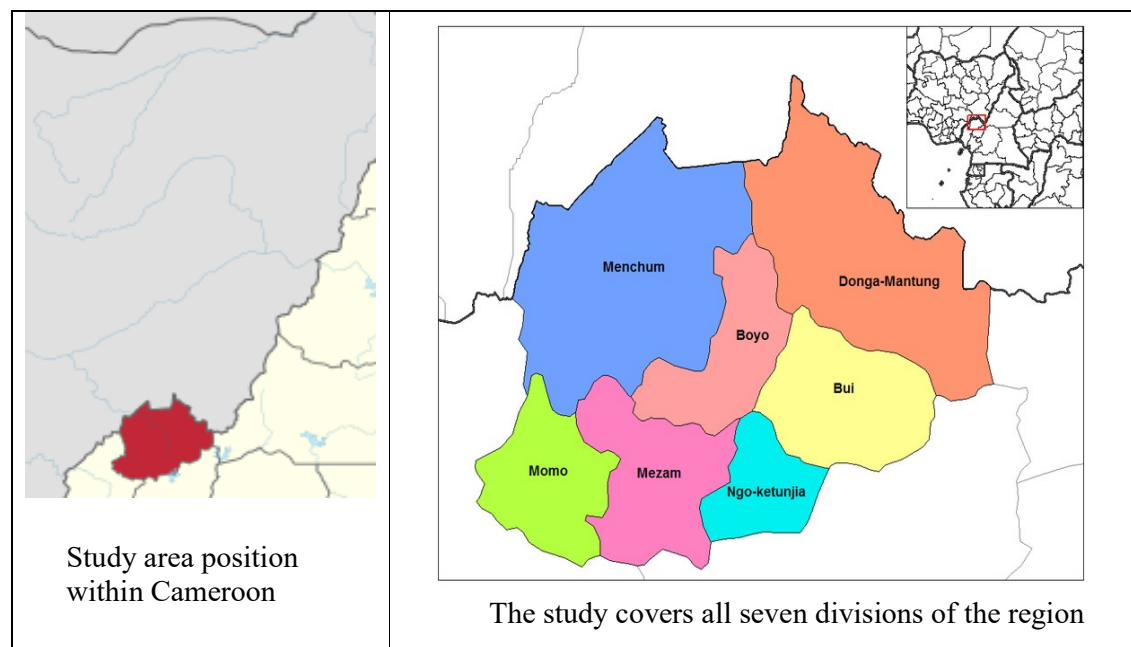 Study area position
within Cameroon
Menchum
Donga-Mantung
Boyo
Bui
Momo
Mezam
Ngo-ketunjia
The study covers all seven divisions of the region